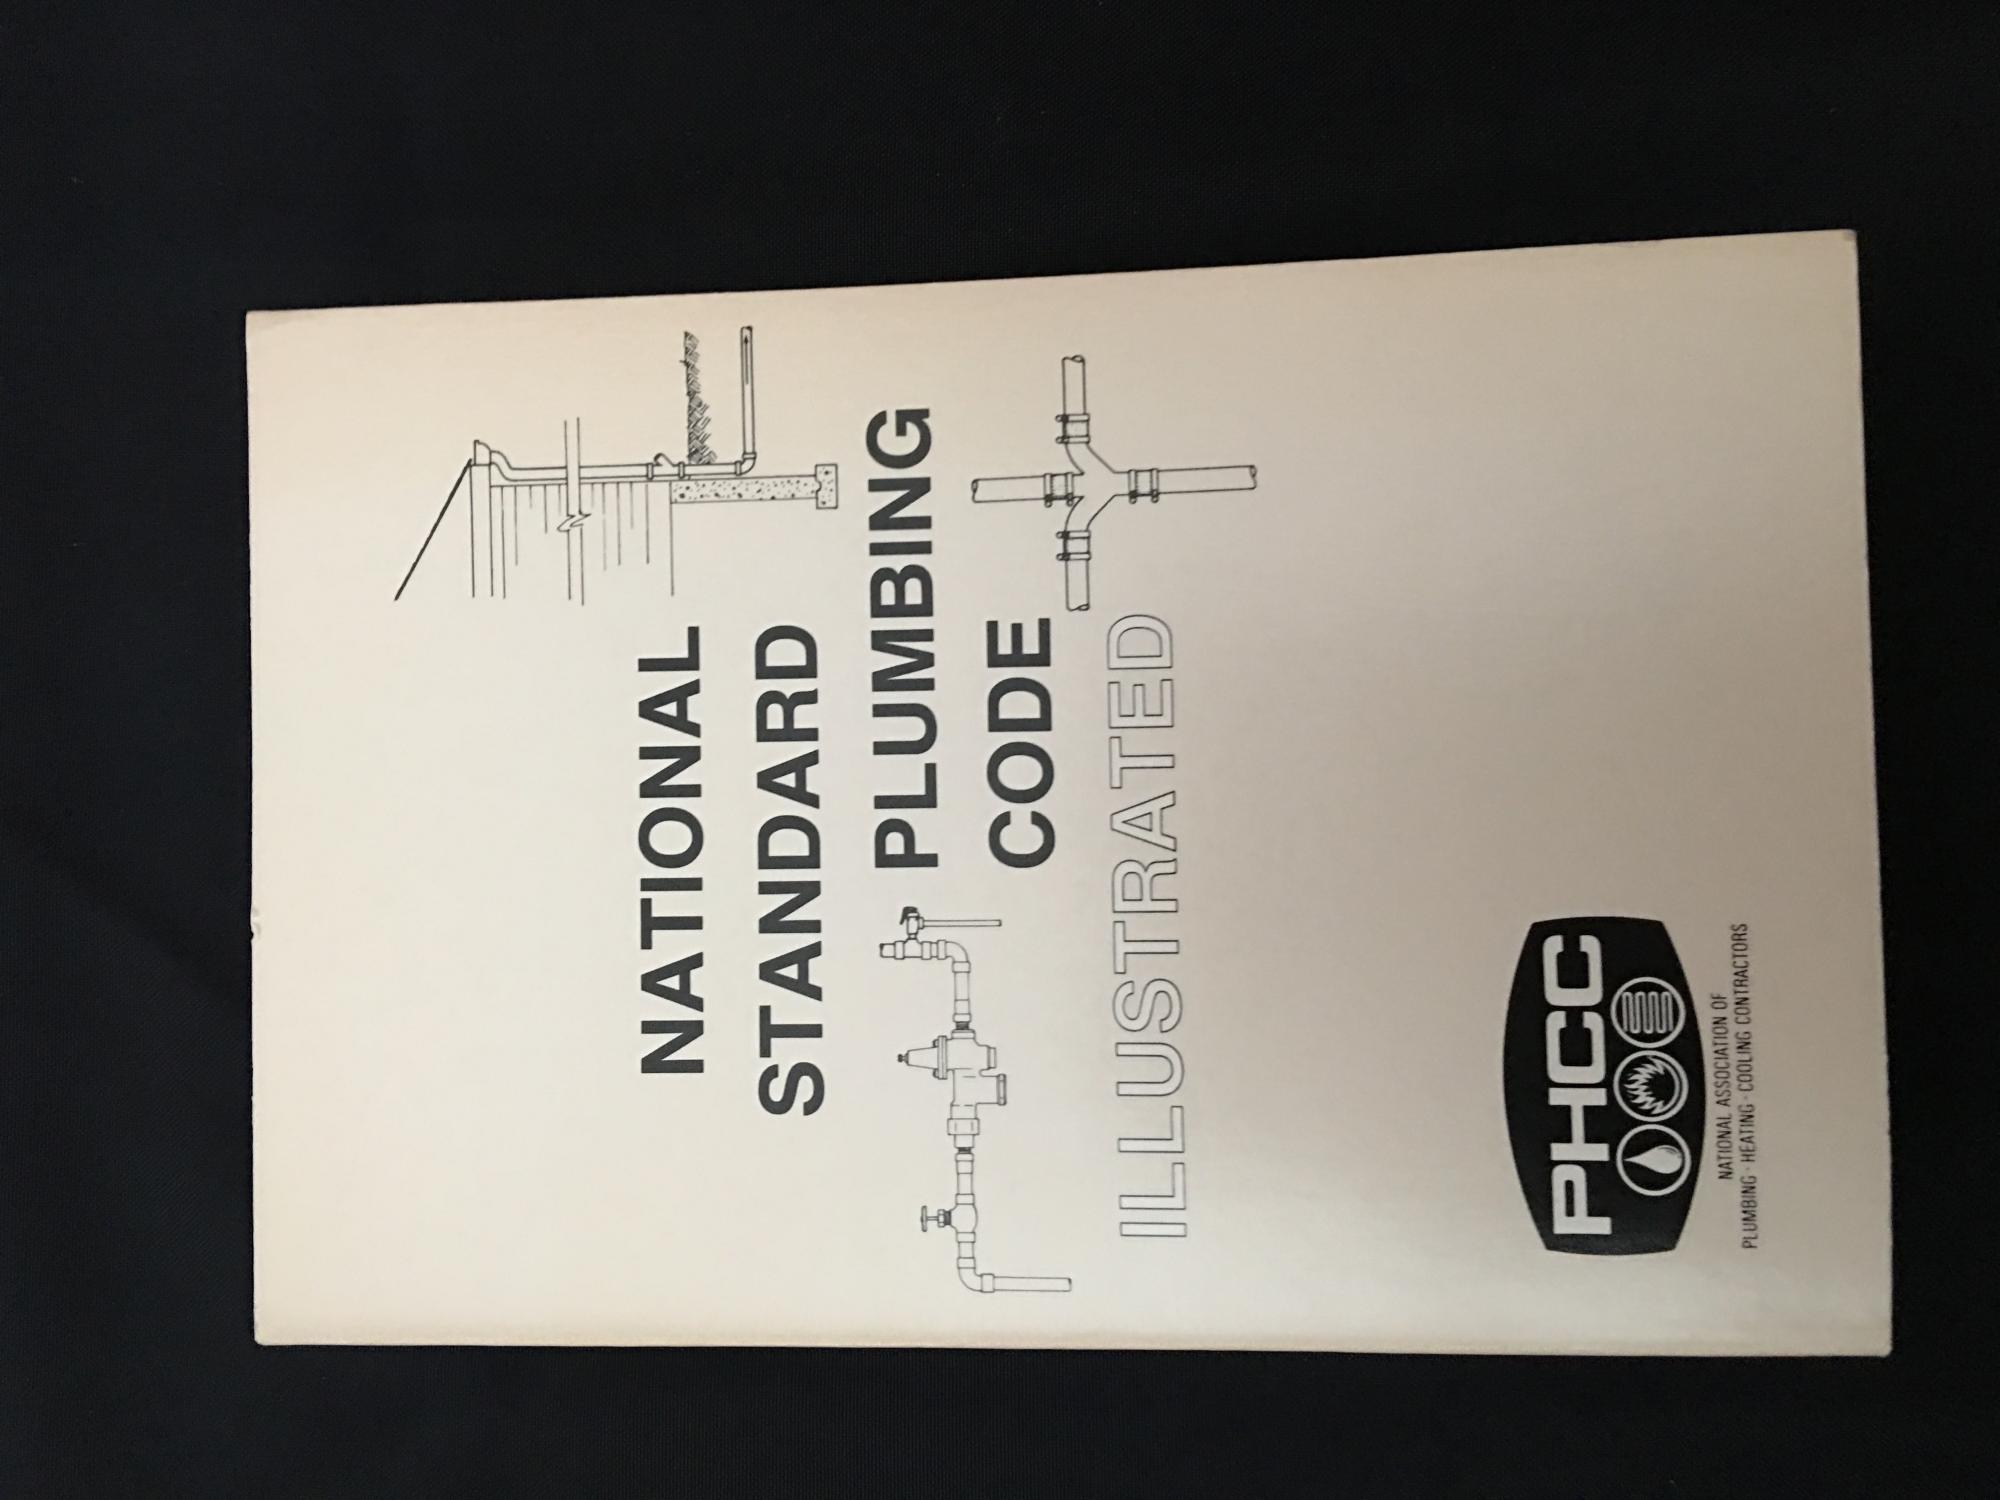 NATIONAL
STANDARD
PLUMBING
CODE
ILLUSTRATED
PHCC
NATIONAL ASSOCIATION OF
PLUMBING · HEATING · COOLING CONTRACTORS